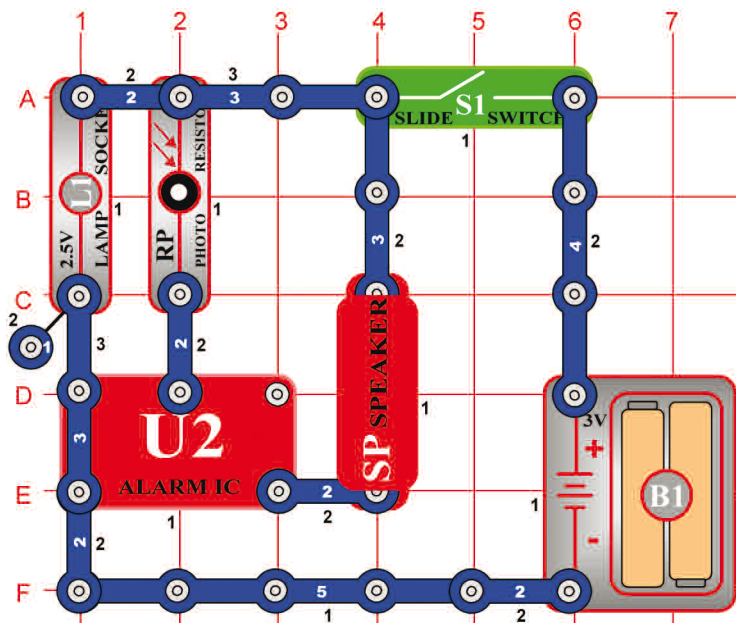 1 2 3 4 5 6 7
A
B
C
D
E
F
2 3
2 3
S1
SLIDE SWITCH
1
L1
2.5V
LAMP SOCKE
1
RP
PHOTO RESISTOR
1
3 2
4 2
2
1
3
2 2
3
U2
ALARM IC
1
SP SPEAKER
1
2
2
2 2
3V
+
-
B1
1
5
1
2
2